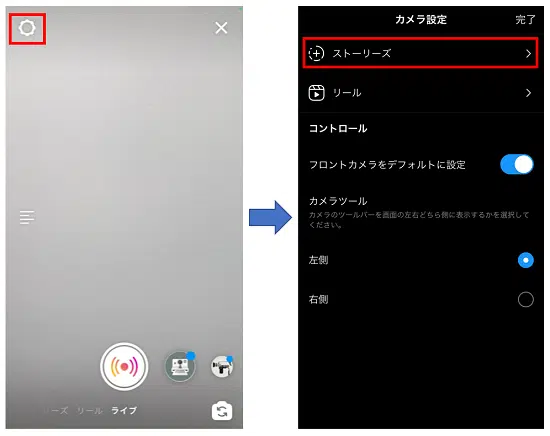 ーズ リール ライブ
カメラ設定 完了
ストーリーズ
リール
コントロール
フロントカメラをデフォルトに設定
カメラツール
カメラのツールバーを画面の左右どちら側に表示するかを選択して
ください。
左側
右側